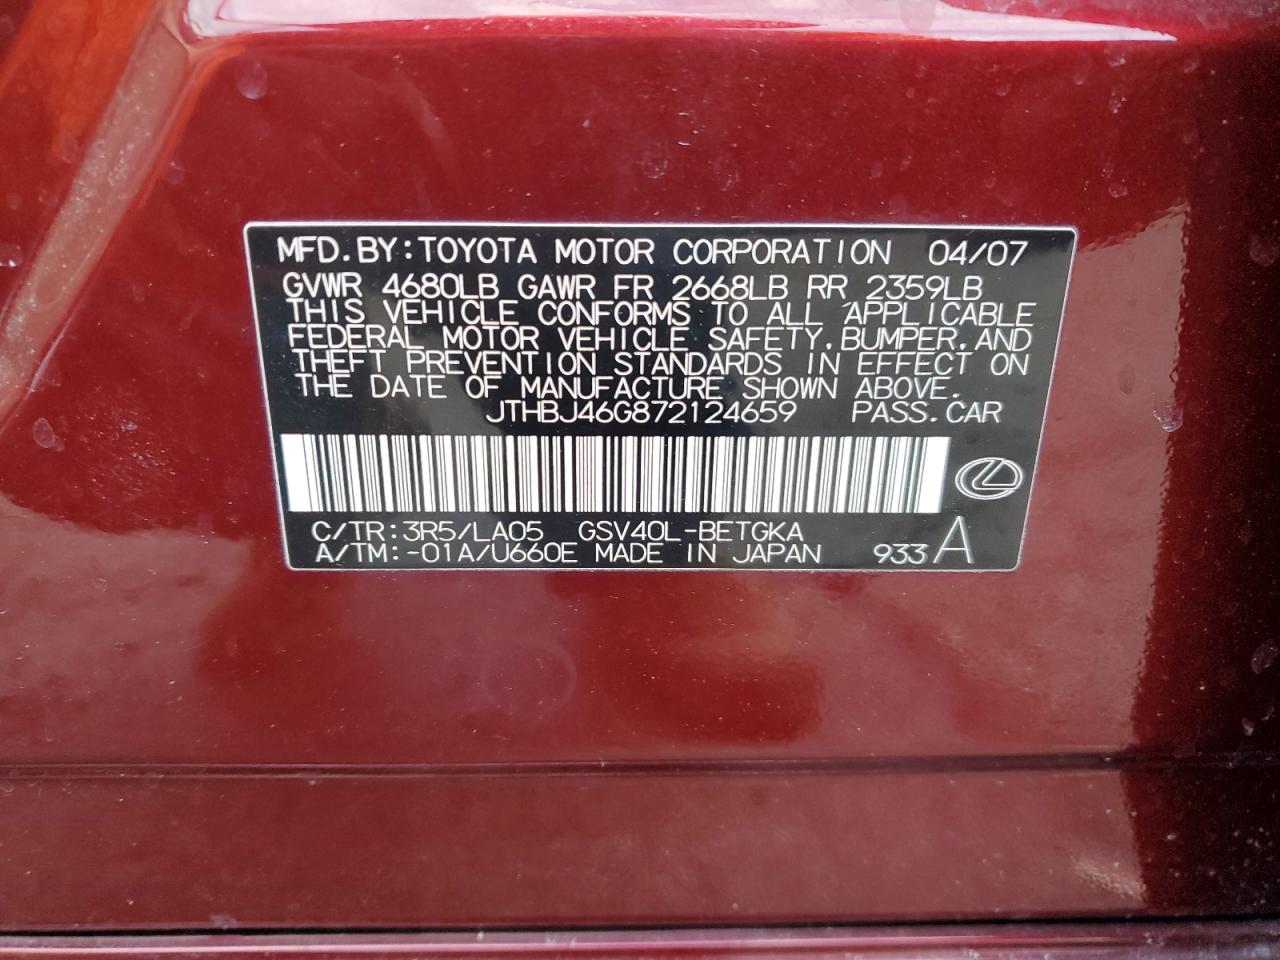 MFD.BY:TOYOTA MOTOR CORPORATION 04/07
GVWR 4680LB GAWR FR 2668LB RR 2359LB
THIS VEHICLE CONFORMS TO ALL APPLICABLE
FEDERAL MOTOR VEHICLE SAFETY,BUMPER,AND
THEFT PREVENTION STANDARDS IN EFFECT ON
THE DATE OF MANUFACTURE SHOWN ABOVE.
JTHBJ46G872124659 PASS.CAR
C/TR:3R5/LA05 GSV40L-BETGKA
A/TM:-01A/U660E MADE IN JAPAN 933 A